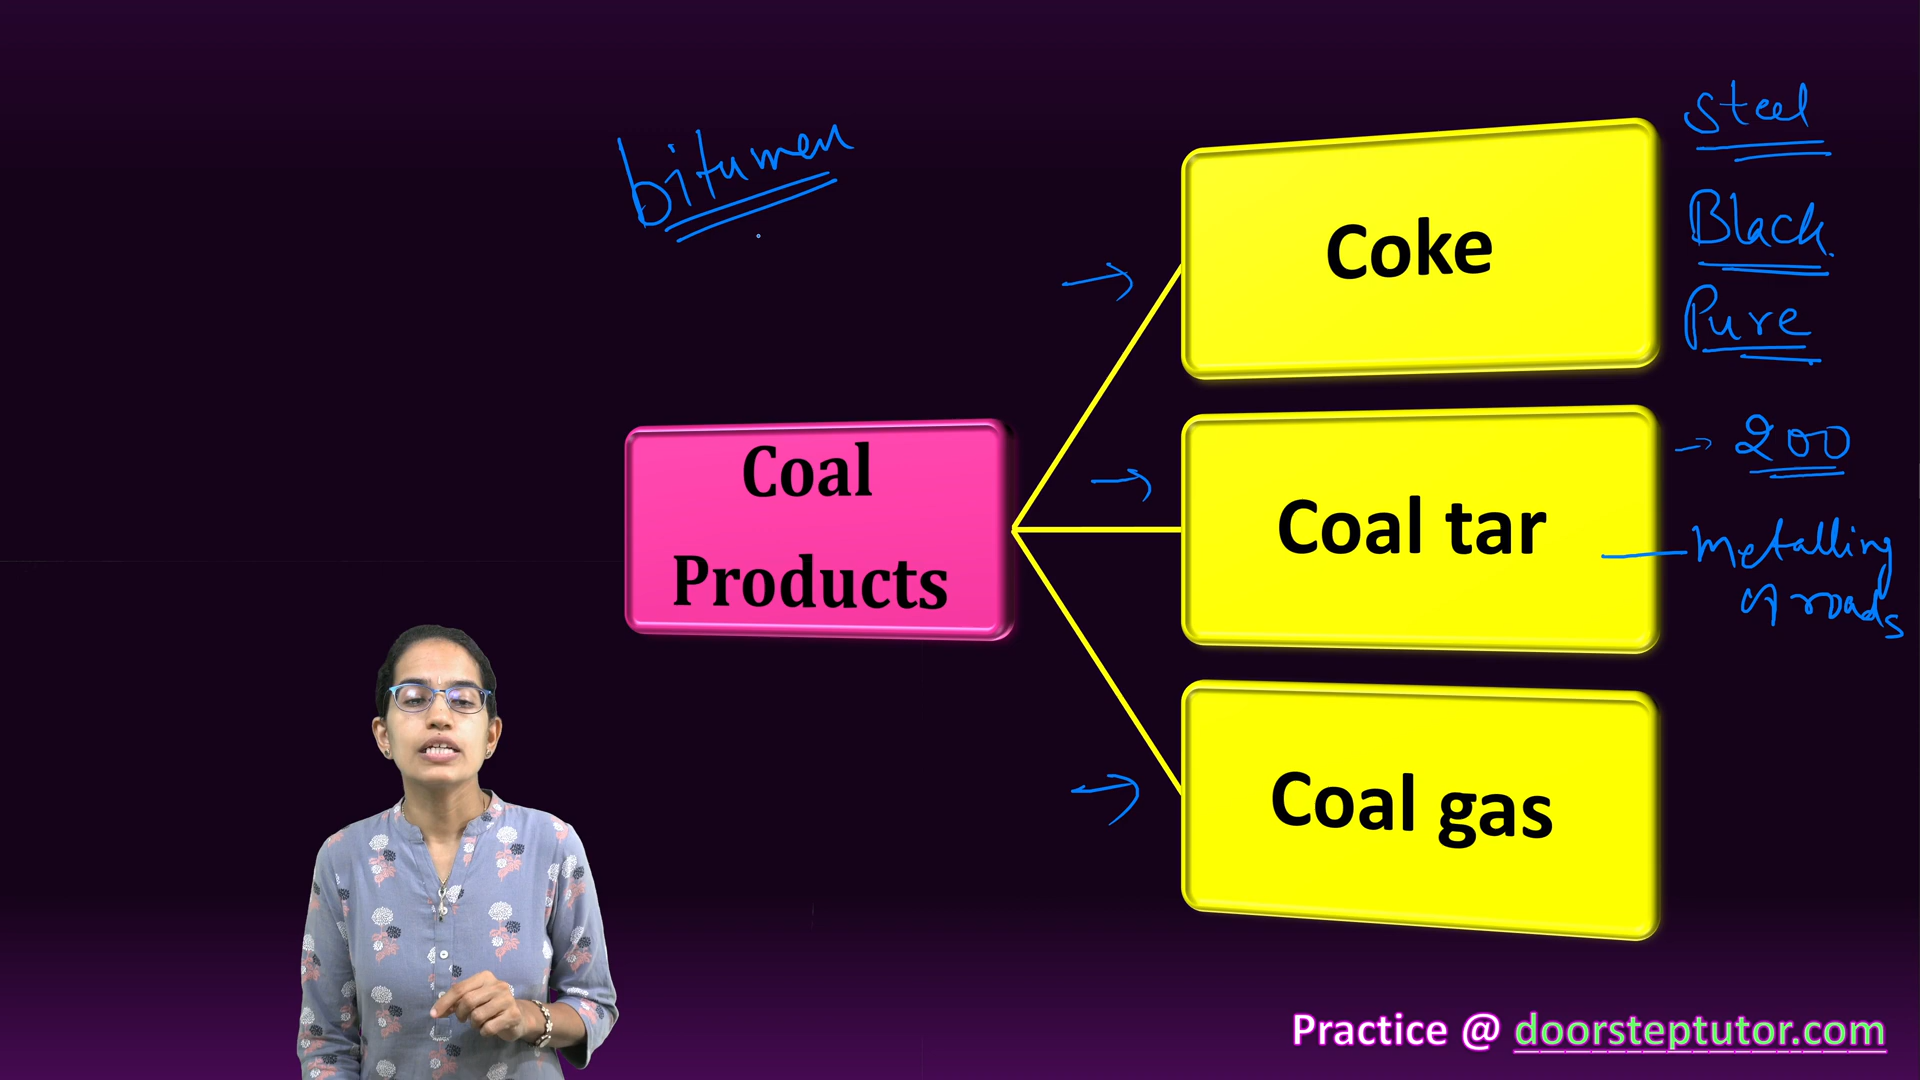 bitumen
Coal
Products
Coke
Steel
Black
Pure
Coal tar
→ 200
Metalling
of roads
Coal gas
Practice @ doorsteptutor.com